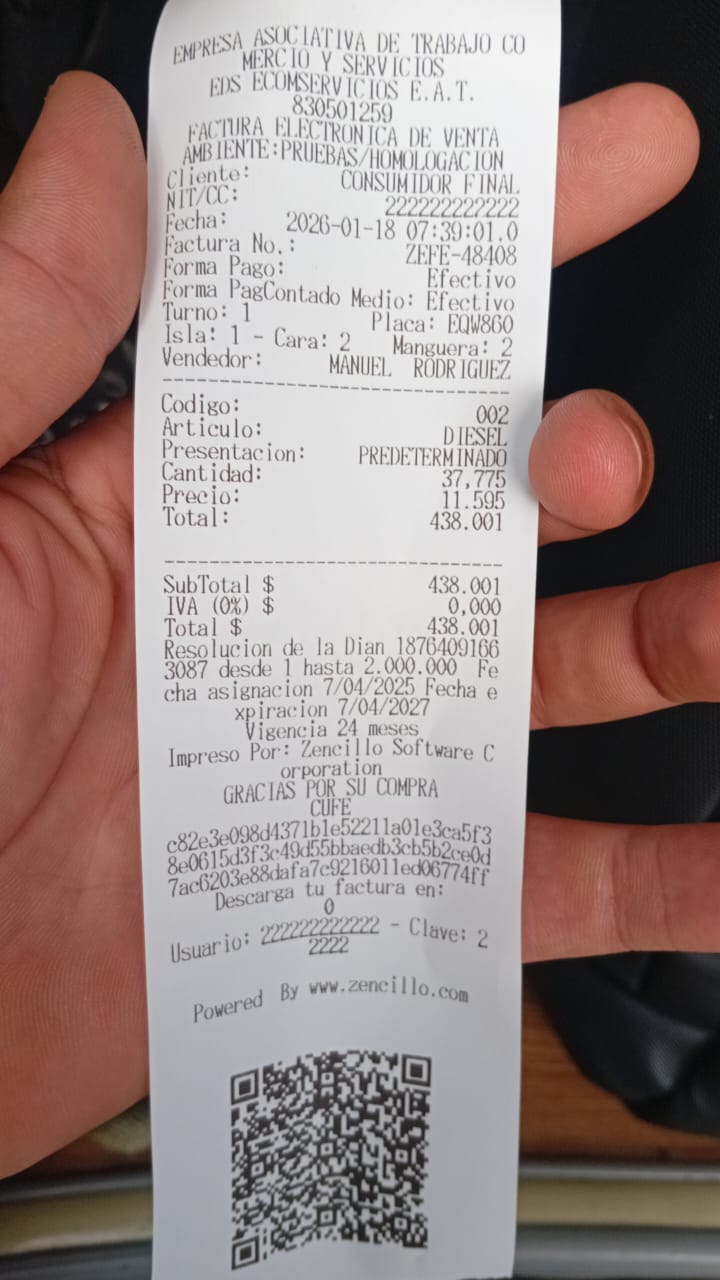 EMPRESA ASOCIATIVA DE TRABAJO CO
MERCIO Y SERVICIOS
EDS ECOMSERVICIOS E.A.T.
830501259
FACTURA ELECTRONICA DE VENTA
AMBIENTE:PRUEBAS/HOMOLOGACION
Cliente: CONSUMIDOR FINAL
NIT/CC: 222222222222
Fecha: 2026-01-18 07:39:01.0
Factura No.: ZEFE-48408
Forma Pago: Efectivo
Forma PagContado Medio: Efectivo
Turno: 1 Placa: EQW860
Isla: 1 - Cara: 2 Manguera: 2
Vendedor: MANUEL RODRIGUEZ
Codigo: 002
Articulo: DIESEL
Presentacion: PREDETERMINADO
Cantidad: 37,775
Precio: 11.595
Total: 438.001
SubTotal $ 438.001
IVA (0%) $ 0,000
Total $ 438.001
Resolucion de la Dian 1876409166
3087 desde 1 hasta 2.000.000 Fe
cha asignacion 7/04/2025 Fecha e
xpiracion 7/04/2027
Vigencia 24 meses
Impreso Por: Zencillo Software C
orporation
GRACIAS POR SU COMPRA
CUFE
c82e3e098d4371b1e52211a01e3ca5f3
8e0615d3f3c49d55bbaedb3cb5b2ce0d
7ac6203e88dafa7c9216011ed06774ff
Descarga tu factura en:
0
Usuario: 222222222222 - Clave: 2
2222
Powered By www.zencillo.com